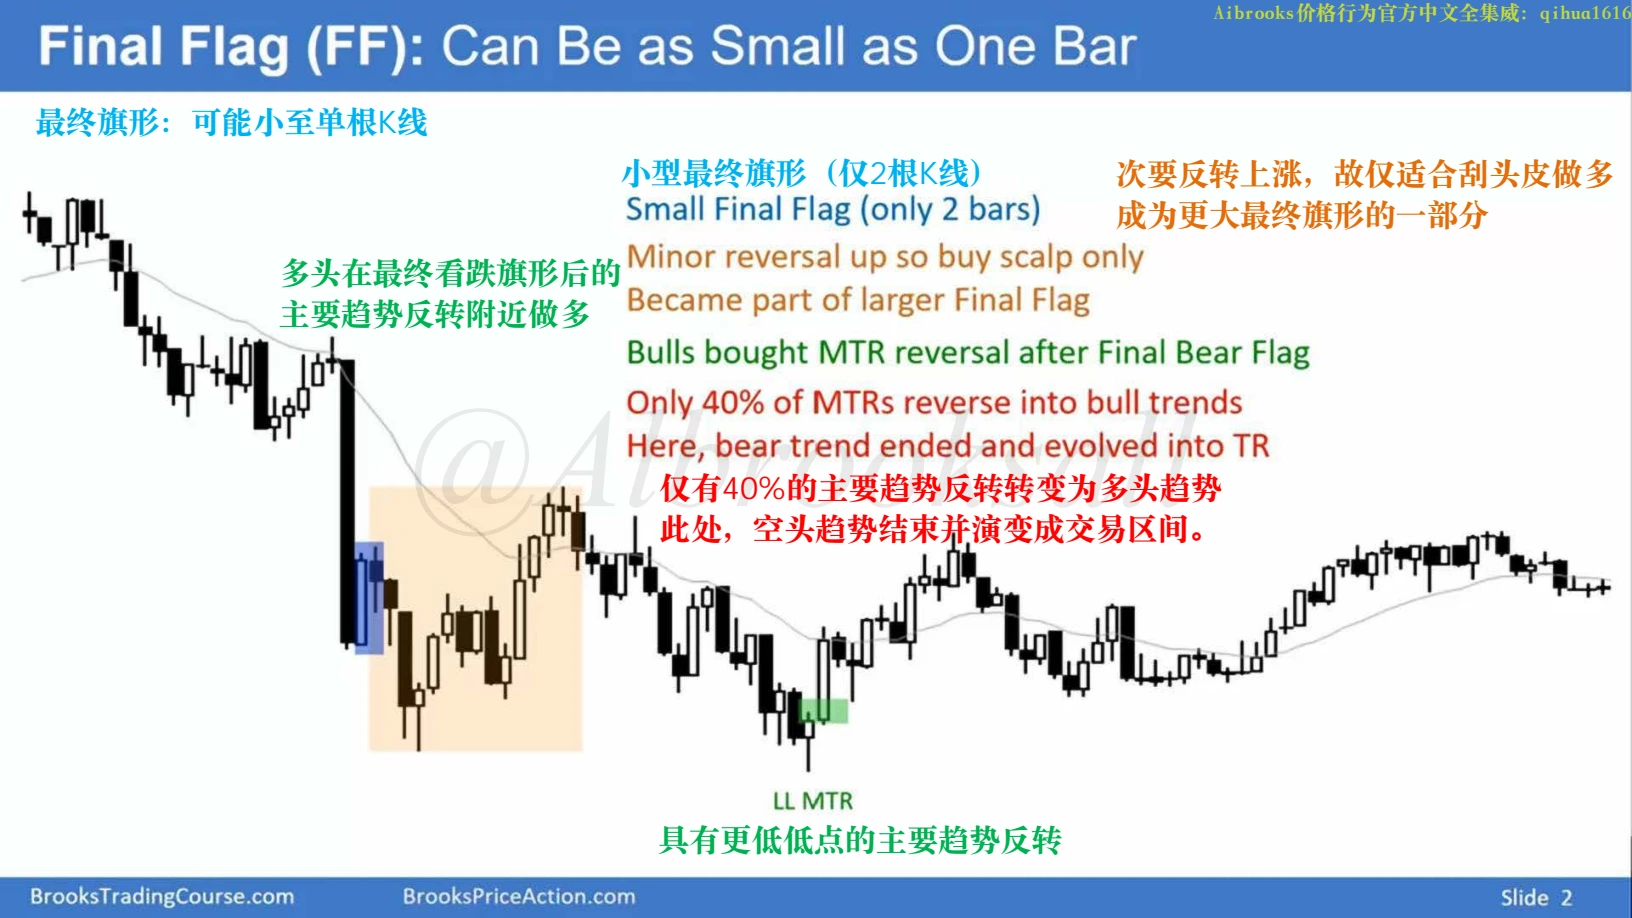 Aibrooks价格行为官方中文全集威：qihua1616
Final Flag (FF): Can Be as Small as One Bar
最终旗形：可能小至单根K线
小型最终旗形（仅2根K线）
Small Final Flag (only 2 bars)
次要反转上涨，故仅适合刮头皮做多
成为更大最终旗形的一部分
Minor reversal up so buy scalp only
Became part of larger Final Flag
多头在最终看跌旗形后的
主要趋势反转附近做多
Bulls bought MTR reversal after Final Bear Flag
Only 40% of MTRs reverse into bull trends
Here, bear trend ended and evolved into TR
@Albrooksall
仅有40%的主要趋势反转转变为多头趋势
此处，空头趋势结束并演变成交易区间。
LL MTR
具有更低低点的主要趋势反转
BrooksTradingCourse.com
BrooksPriceAction.com
Slide 2